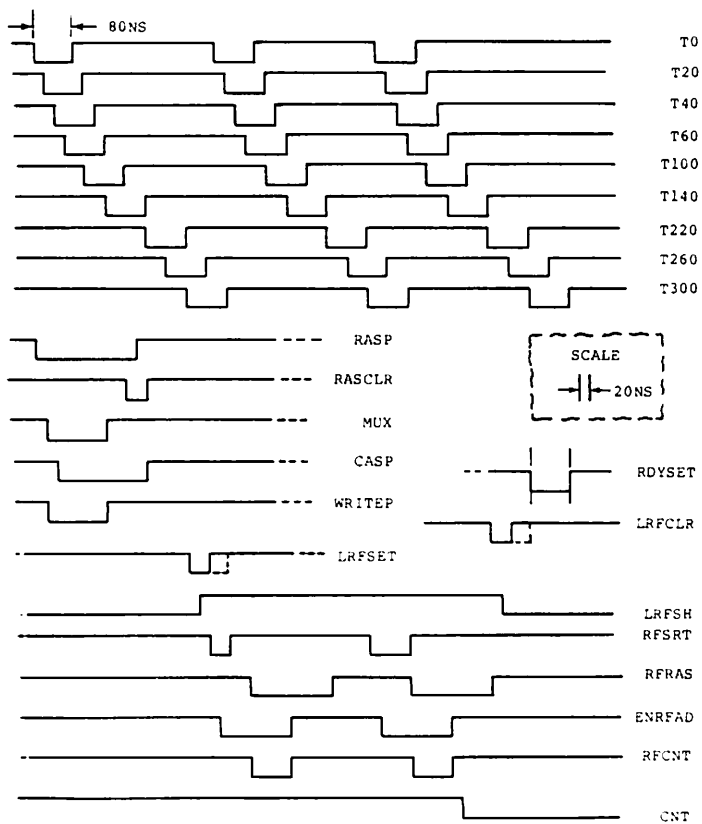 80NS
T0
T20
T40
T60
T100
T140
T220
T260
T300
RASP
SCALE
RASCLR
20NS
MUX
CASP
RDYSET
WRITEP
LRFCLR
LRFSET
LRFSH
RFSRT
RFRAS
ENRFAD
RFCNT
CNT